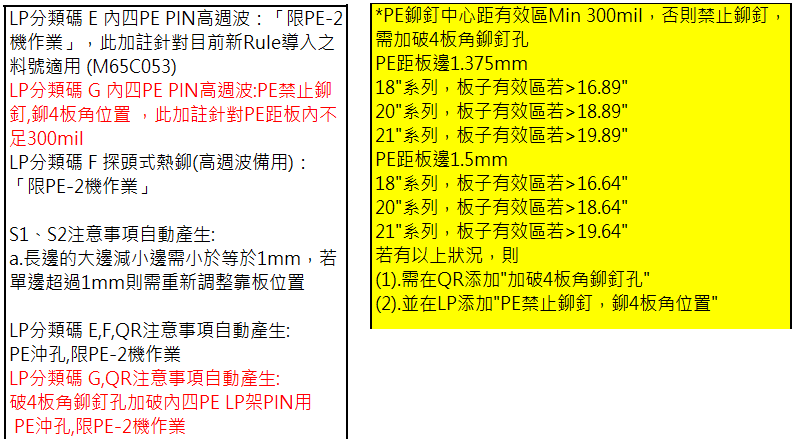 LP分類碼 E 內四PE PIN高週波：「限PE-2
機作業」，此加註針對目前新Rule導入之
料號適用 (M65C053)
LP分類碼 G 內四PE PIN高週波:PE禁止鉚
釘,鉚4板角位置 ，此加註針對PE距板內不
足300mil
LP分類碼 F 探頭式熱鉚(高週波備用)：
「限PE-2機作業」
S1、S2注意事項自動產生:
a.長邊的大邊減小邊需小於等於1mm，若
單邊超過1mm則需重新調整靠板位置
LP分類碼 E,F,QR注意事項自動產生:
PE沖孔,限PE-2機作業
LP分類碼 G,QR注意事項自動產生:
破4板角鉚釘孔加破內四PE LP架PIN用
PE沖孔,限PE-2機作業
*PE鉚釘中心距有效區Min 300mil，否則禁止鉚釘，
需加破4板角鉚釘孔
PE距板邊1.375mm
18"系列，板子有效區若>16.89"
20"系列，板子有效區若>18.89"
21"系列，板子有效區若>19.89"
PE距板邊1.5mm
18"系列，板子有效區若>16.64"
20"系列，板子有效區若>18.64"
21"系列，板子有效區若>19.64"
若有以上狀況，則
(1).需在QR添加"加破4板角鉚釘孔"
(2).並在LP添加"PE禁止鉚釘，鉚4板角位置"